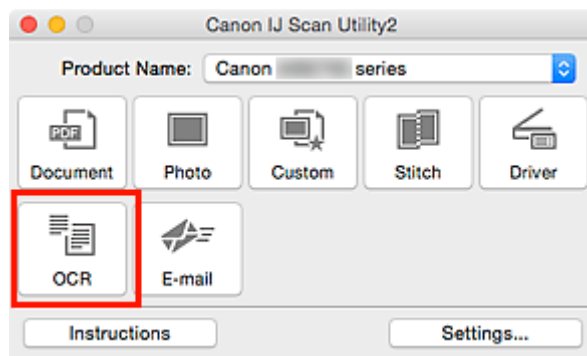 Canon IJ Scan Utility2
Product Name: Canon series
PDF
Document Photo Custom Stitch Driver
OCR E-mail
Instructions Settings...